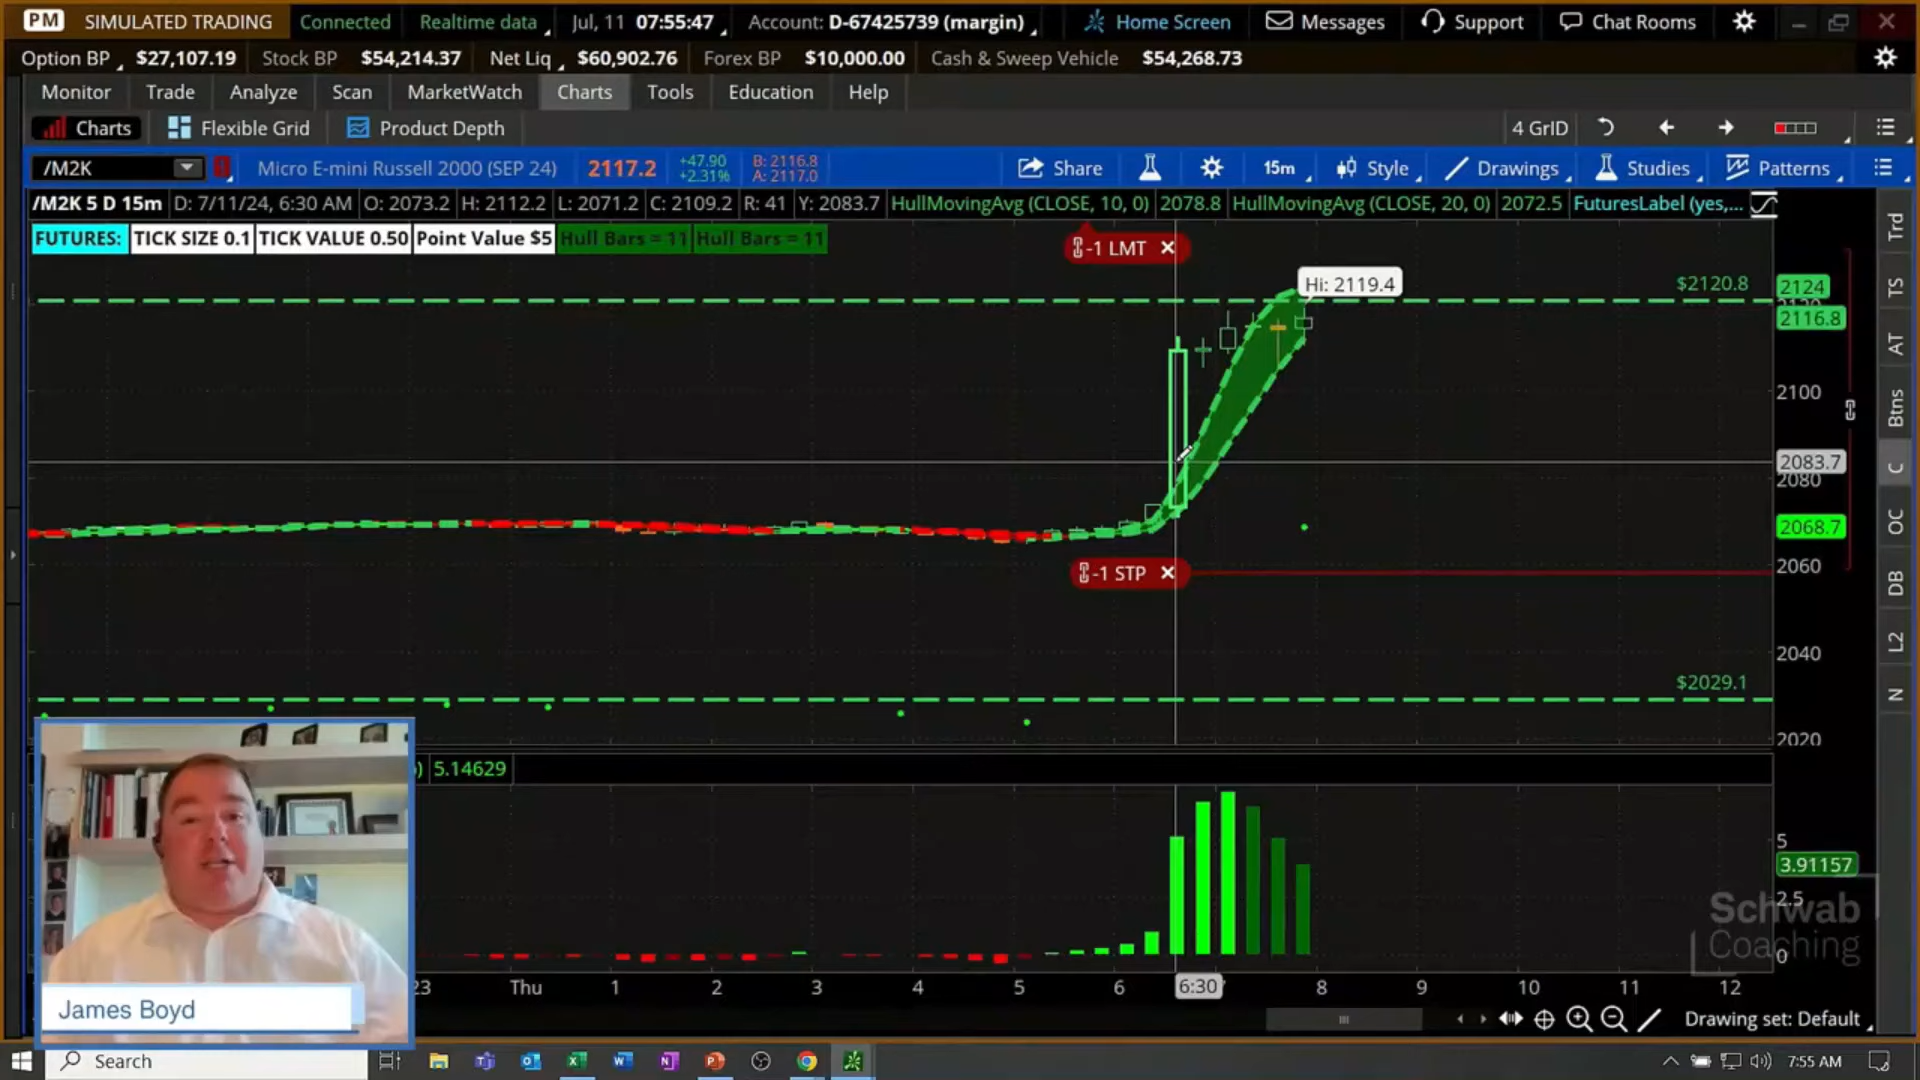 PM SIMULATED TRADING Connected Realtime data Jul, 11 07:55:47 Account: D-67425739 (margin) Home Screen Messages Support Chat Rooms
Option BP $27,107.19 Stock BP $54,214.37 Net Liq $60,902.76 Forex BP $10,000.00 Cash & Sweep Vehicle $54,268.73
Monitor Trade Analyze Scan MarketWatch Charts Tools Education Help
Charts Flexible Grid Product Depth 4 GrID
/M2K Micro E-mini Russell 2000 (SEP 24) 2117.2 +47.90 +2.31% B: 2116.8 A: 2117.0 Share 15m Style Drawings Studies Patterns
/M2K 5 D 15m D: 7/11/24, 6:30 AM O: 2073.2 H: 2112.2 L: 2071.2 C: 2109.2 R: 41 Y: 2083.7 HullMovingAvg (CLOSE, 10, 0) 2078.8 HullMovingAvg (CLOSE, 20, 0) 2072.5 FuturesLabel (yes,...
FUTURES: TICK SIZE 0.1 TICK VALUE 0.50 Point Value $5 Hull Bars = 11 Hull Bars = 11
-1 LMT
Hi: 2119.4
$2120.8
2124
2116.8
2100
2083.7
2080
2068.7
2060
-1 STP
2040
$2029.1
2020
Trd
TS
AT
Btns
C
OC
DB
L2
N
) 5.14629
5
3.91157
2.5
0
Schwab
Coaching
James Boyd
23 Thu 1 2 3 4 5 6 6:30 8 9 10 11 12
Drawing set: Default
Search
7:55 AM